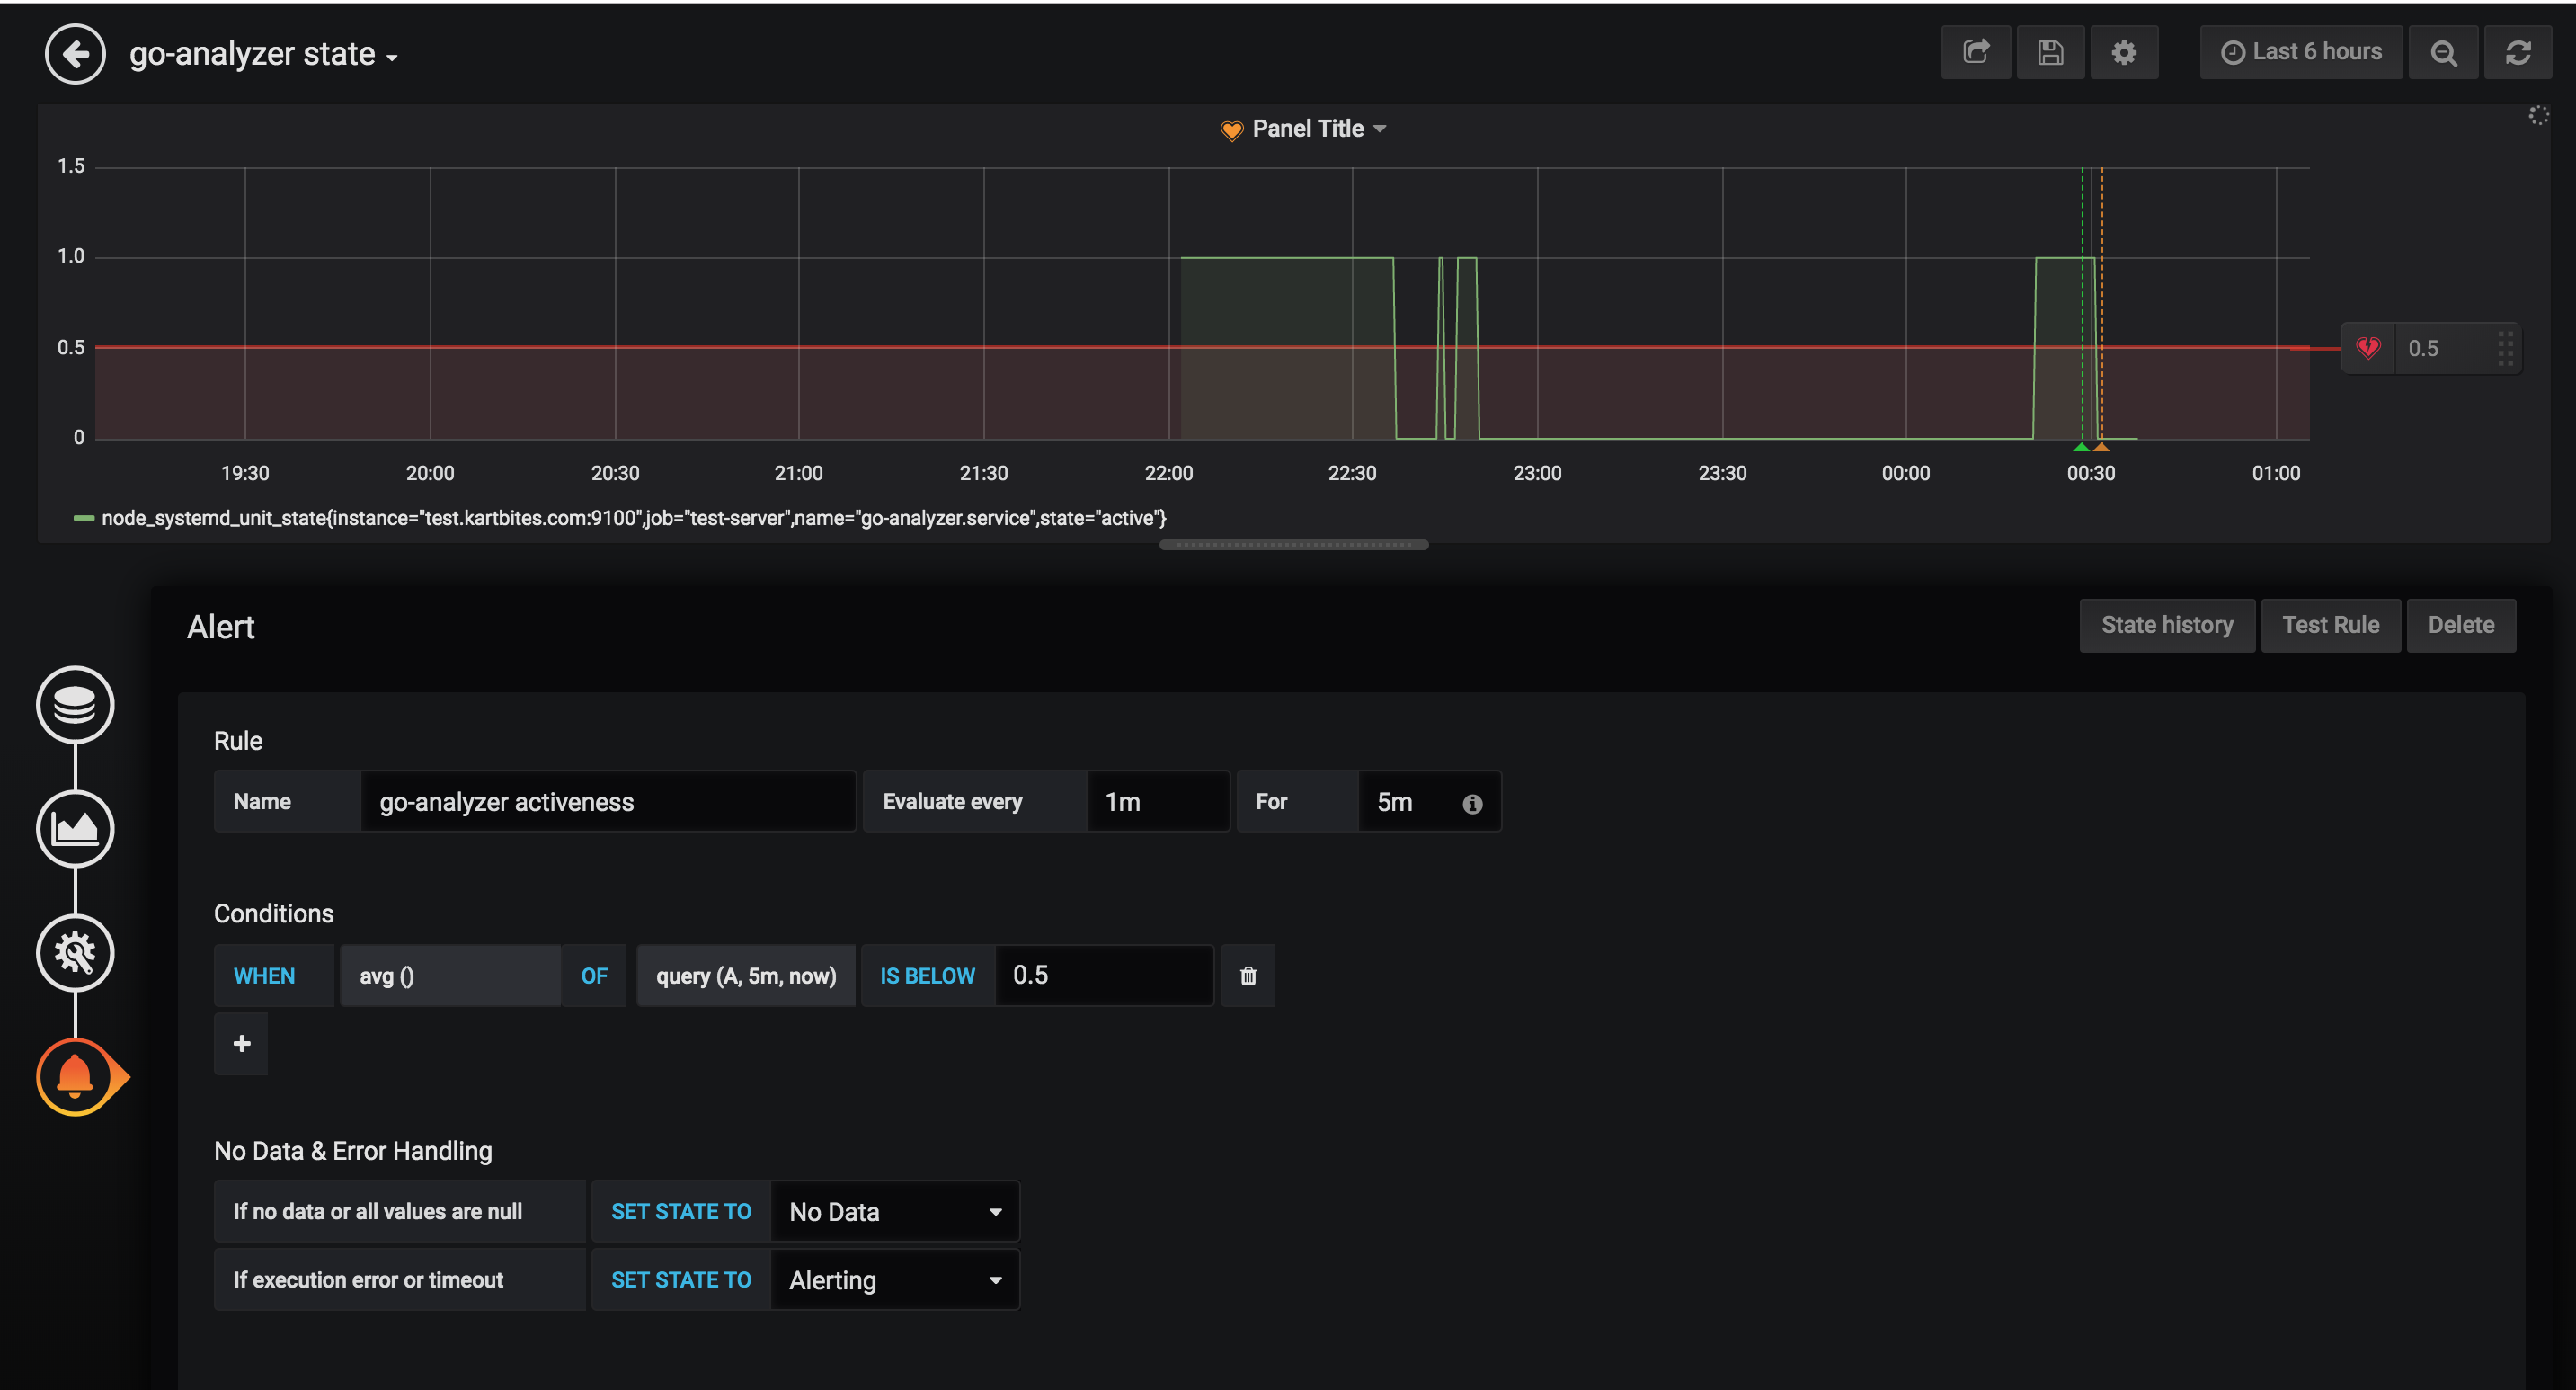 go-analyzer state
Last 6 hours
Panel Title
1.5
1.0
0.5
0.5
0
19:30 20:00 20:30 21:00 21:30 22:00 22:30 23:00 23:30 00:00 00:30 01:00
node_systemd_unit_state{instance="test.kartbites.com:9100",job="test-server",name="go-analyzer.service",state="active"}
Alert
State history Test Rule Delete
Rule
Name go-analyzer activeness Evaluate every 1m For 5m
Conditions
WHEN avg () OF query (A, 5m, now) IS BELOW 0.5
No Data & Error Handling
If no data or all values are null SET STATE TO No Data
If execution error or timeout SET STATE TO Alerting